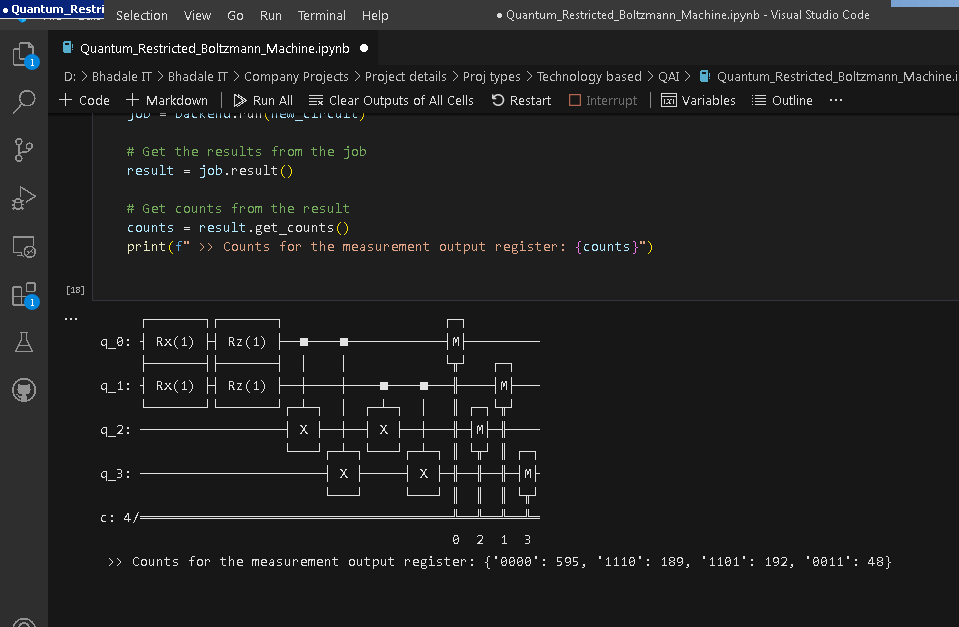 Quantum_Restri
Selection View Go Run Terminal Help
● Quantum_Restricted_Boltzmann_Machine.ipynb - Visual Studio Code
Quantum_Restricted_Boltzmann_Machine.ipynb ●
D: > Bhadale IT > Bhadale IT > Company Projects > Project details > Proj types > Technology based > QAI > Quantum_Restricted_Boltzmann_Machine.i
+ Code + Markdown | Run All Clear Outputs of All Cells Restart Interrupt | Variables Outline ...
job = backend.run(new_circuit)
# Get the results from the job
result = job.result()
# Get counts from the result
counts = result.get_counts()
print(f" >> Counts for the measurement output register: {counts}")
[18]
...
q_0: Rx(1) Rz(1) M
q_1: Rx(1) Rz(1) M
q_2: X X M
q_3: X X M
c: 4/
0 2 1 3
>> Counts for the measurement output register: {'0000': 595, '1110': 189, '1101': 192, '0011': 48}
1
1